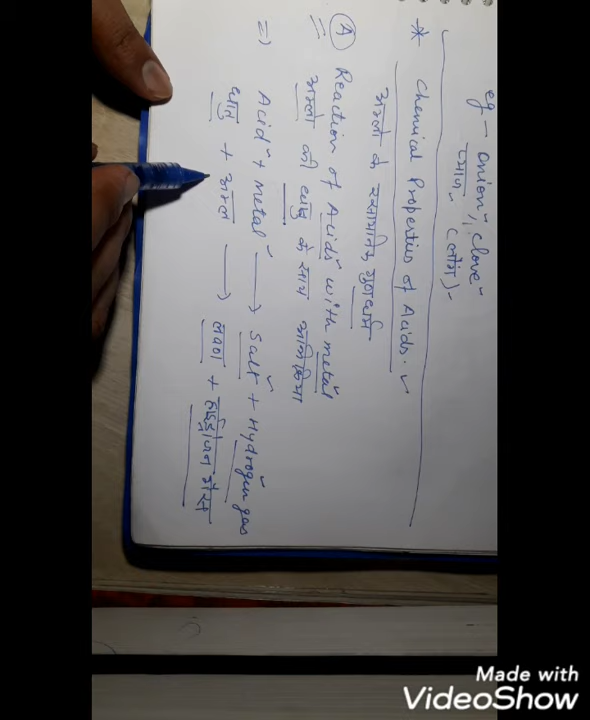 eg - onion, clove -
प्याज, (लौंग) -
* Chemical Properties of Acids.
अम्लों के रसायनिक गुणधर्म
(A) Reaction of Acids with metal
अम्लों की धातु के साथ अभिक्रिया
=> Acid + metal → Salt + Hydrogen gas
धातु + अम्ल → लवण + हाइड्रोजन गैस
Made with
VideoShow